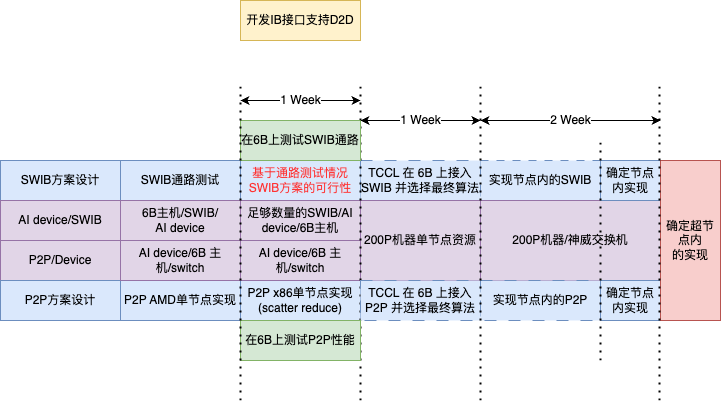 开发IB接口支持D2D
1 Week
1 Week
2 Week
在6B上测试SWIB通路
SWIB方案设计
SWIB通路测试
基于通路测试情况
SWIB方案的可行性
TCCL 在 6B 上接入
SWIB 并选择最终算法
实现节点内的SWIB
确定节点
内实现
AI device/SWIB
6B主机/SWIB/
AI device
足够数量的SWIB/AI
device/6B主机
200P机器单节点资源
200P机器/神威交换机
确定超节
点内
的实现
P2P/Device
AI device/6B 主
机/switch
AI device/6B 主
机/switch
P2P方案设计
P2P AMD单节点实现
P2P x86单节点实现
(scatter reduce)
TCCL 在 6B 上接入
P2P 并选择最终算法
实现节点内的P2P
确定节点
内实现
在6B上测试P2P性能